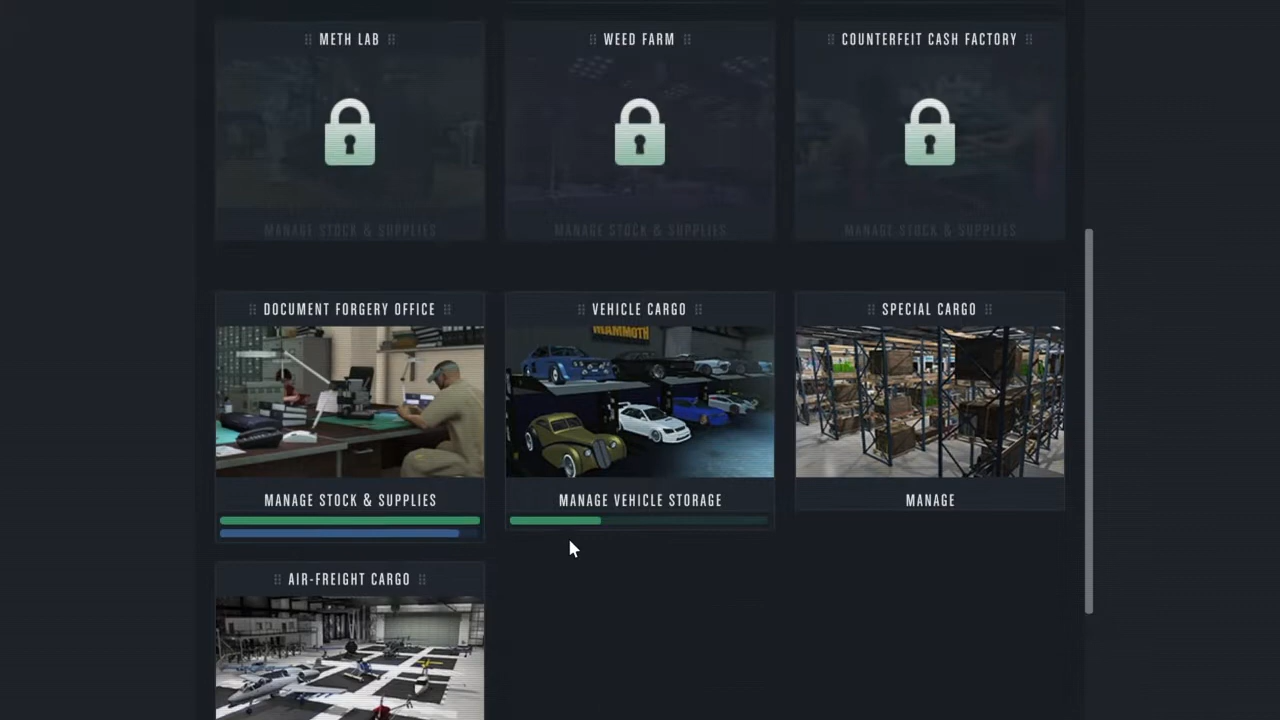 METH LAB
WEED FARM
COUNTERFEIT CASH FACTORY
MANAGE STOCK & SUPPLIES
MANAGE STOCK & SUPPLIES
MANAGE STOCK & SUPPLIES
DOCUMENT FORGERY OFFICE
VEHICLE CARGO
SPECIAL CARGO
MAMMOTH
MANAGE STOCK & SUPPLIES
MANAGE VEHICLE STORAGE
MANAGE
AIR-FREIGHT CARGO